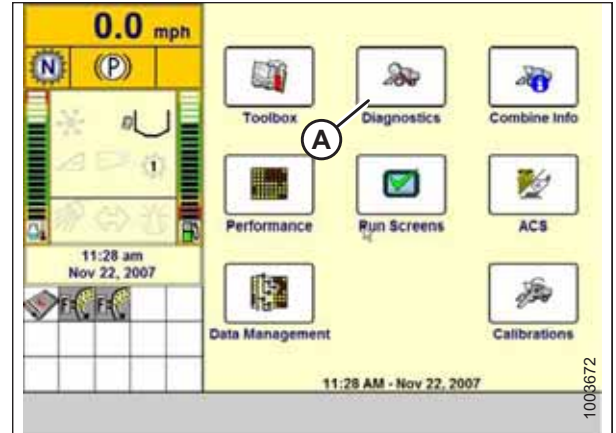 0.0 mph
N
(P)
1
11:28 am
Nov 22, 2007
F
F
Toolbox
Diagnostics
Combine Info
A
Performance
Run Screens
ACS
Data Management
Calibrations
11:28 AM - Nov 22, 2007
1003672